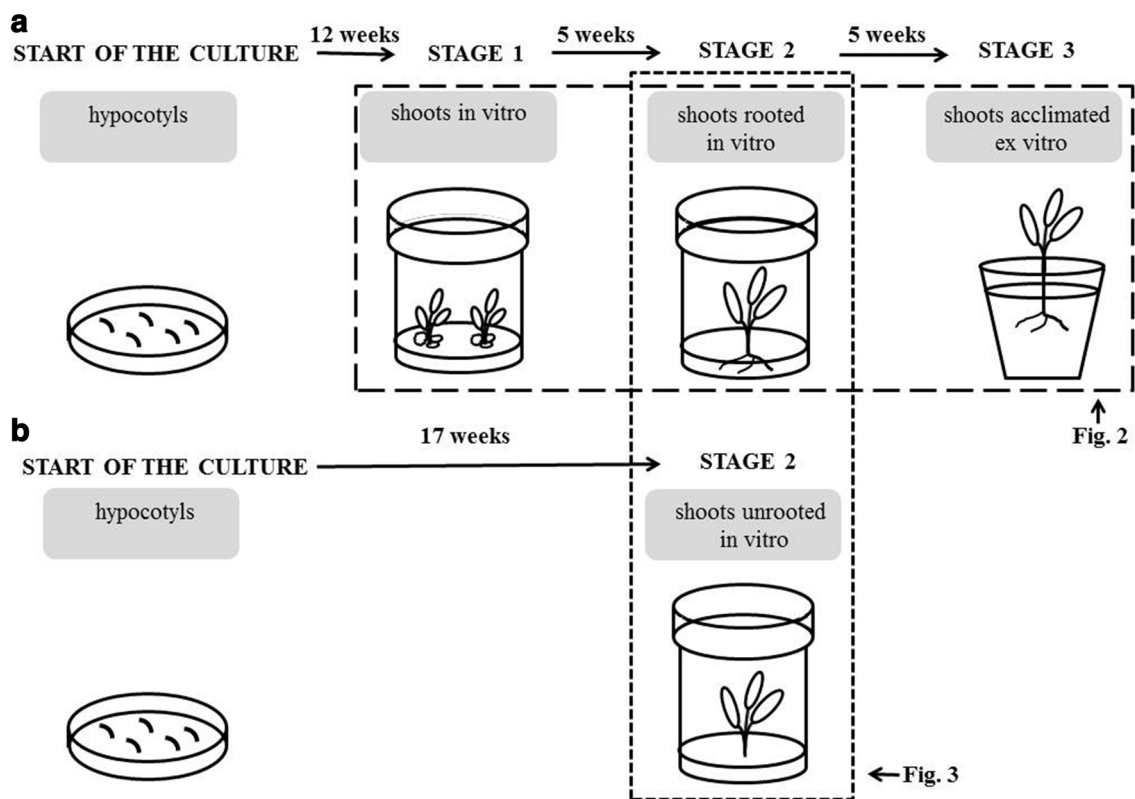 a
START OF THE CULTURE 12 weeks STAGE 1 5 weeks STAGE 2 5 weeks STAGE 3
hypocotyls
shoots in vitro
shoots rooted
in vitro
shoots acclimated
ex vitro
Fig. 2
b
START OF THE CULTURE 17 weeks STAGE 2
hypocotyls
shoots unrooted
in vitro
Fig. 3